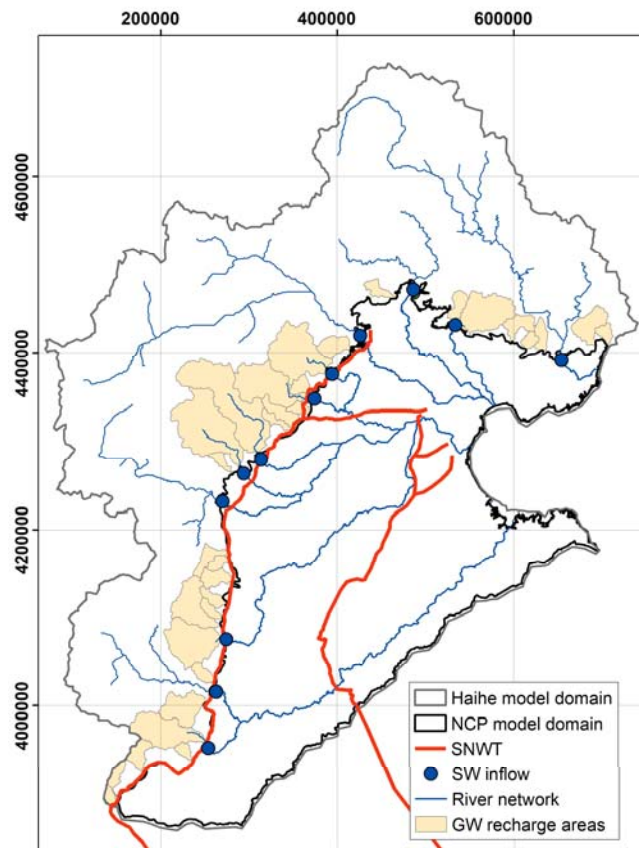 200000 4000000 600000
4600000
4400000
4200000
4000000
Haihe model domain
NCP model domain
SNWT
SW inflow
River network
GW recharge areas